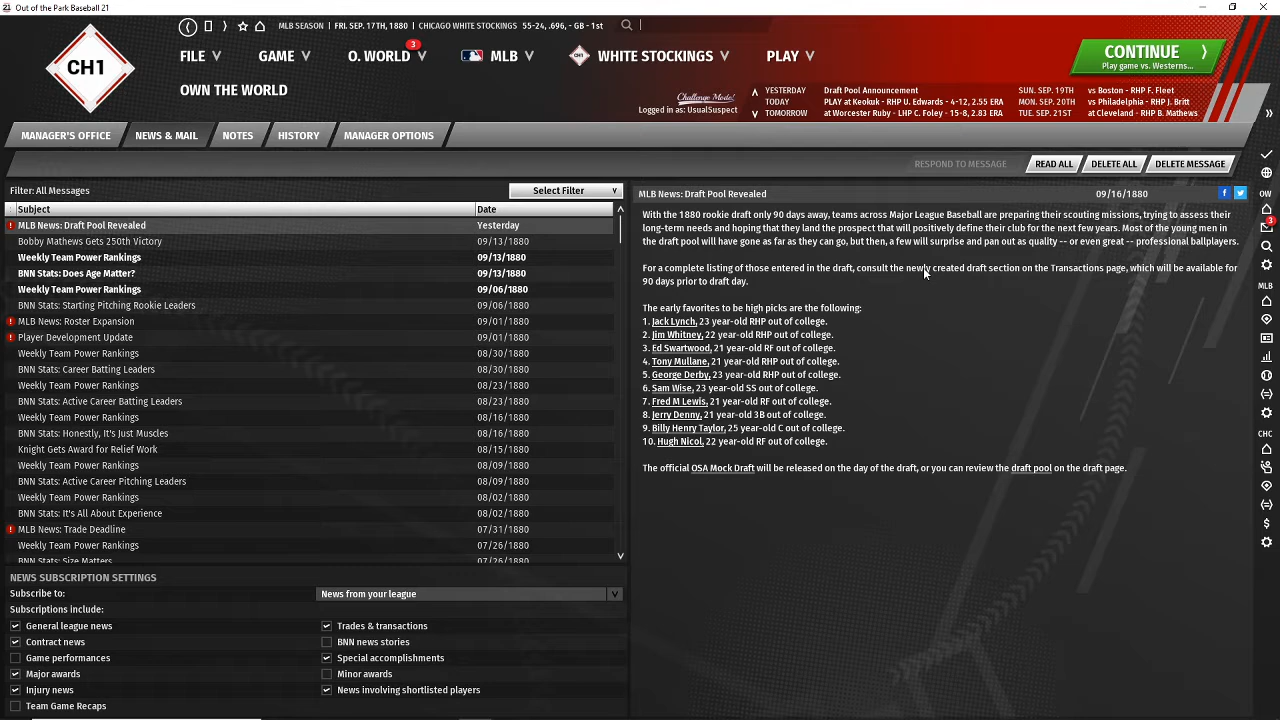 Out of the Park Baseball 21
MLB SEASON | FRI. SEP. 17TH, 1880 | CHICAGO WHITE STOCKINGS 55-24, .696, - GB - 1st
CH1
FILE GAME O. WORLD 3 MLB CH1 WHITE STOCKINGS PLAY
CONTINUE
Play game vs. Westerns...
OWN THE WORLD
Challenge Mode!
Logged in as: UsualSuspect
YESTERDAY Draft Pool Announcement SUN. SEP. 19TH vs Boston - RHP F. Fleet
TODAY PLAY at Keokuk - RHP U. Edwards - 4-12, 2.55 ERA MON. SEP. 20TH vs Philadelphia - RHP J. Britt
TOMORROW at Worcester Ruby - LHP C. Foley - 15-8, 2.83 ERA TUE. SEP. 21ST at Cleveland - RHP B. Mathews
MANAGER'S OFFICE NEWS & MAIL NOTES HISTORY MANAGER OPTIONS
RESPOND TO MESSAGE READ ALL DELETE ALL DELETE MESSAGE
Filter: All Messages Select Filter
Subject Date
MLB News: Draft Pool Revealed Yesterday
Bobby Mathews Gets 250th Victory 09/13/1880
Weekly Team Power Rankings 09/13/1880
BNN Stats: Does Age Matter? 09/13/1880
Weekly Team Power Rankings 09/06/1880
BNN Stats: Starting Pitching Rookie Leaders 09/06/1880
MLB News: Roster Expansion 09/01/1880
Player Development Update 09/01/1880
Weekly Team Power Rankings 08/30/1880
BNN Stats: Career Batting Leaders 08/30/1880
Weekly Team Power Rankings 08/23/1880
BNN Stats: Active Career Batting Leaders 08/23/1880
Weekly Team Power Rankings 08/16/1880
BNN Stats: Honestly, It's Just Muscles 08/16/1880
Knight Gets Award for Relief Work 08/15/1880
Weekly Team Power Rankings 08/09/1880
BNN Stats: Active Career Pitching Leaders 08/09/1880
Weekly Team Power Rankings 08/02/1880
BNN Stats: It's All About Experience 08/02/1880
MLB News: Trade Deadline 07/31/1880
Weekly Team Power Rankings 07/26/1880
BNN Stats: Size Matters 07/26/1880
NEWS SUBSCRIPTION SETTINGS
Subscribe to: News from your league
Subscriptions include:
General league news Trades & transactions
Contract news BNN news stories
Game performances Special accomplishments
Major awards Minor awards
Injury news News involving shortlisted players
Team Game Recaps
MLB News: Draft Pool Revealed 09/16/1880
With the 1880 rookie draft only 90 days away, teams across Major League Baseball are preparing their scouting missions, trying to assess their
long-term needs and hoping that they land the prospect that will positively define their club for the next few years. Most of the young men in
the draft pool will have gone as far as they can go, but then, a few will surprise and pan out as quality -- or even great -- professional ballplayers.
For a complete listing of those entered in the draft, consult the newly created draft section on the Transactions page, which will be available for
90 days prior to draft day.
The early favorites to be high picks are the following:
1. Jack Lynch, 23 year-old RHP out of college.
2. Jim Whitney, 22 year-old RHP out of college.
3. Ed Swartwood, 21 year-old RF out of college.
4. Tony Mullane, 21 year-old RHP out of college.
5. George Derby, 23 year-old RHP out of college.
6. Sam Wise, 23 year-old SS out of college.
7. Fred M Lewis, 21 year-old RF out of college.
8. Jerry Denny, 21 year-old 3B out of college.
9. Billy Henry Taylor, 25 year-old C out of college.
10. Hugh Nicol, 22 year-old RF out of college.
The official OSA Mock Draft will be released on the day of the draft, or you can review the draft pool on the draft page.
OW
3
MLB
CHC